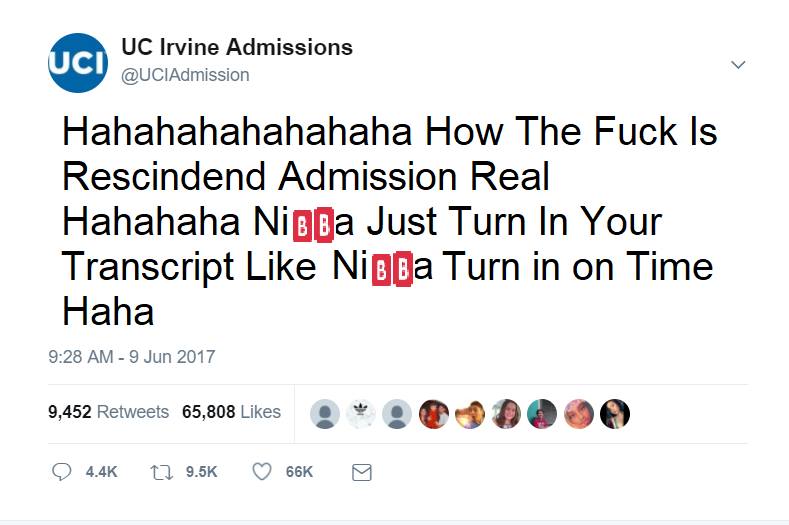 UCI
UC Irvine Admissions
@UCIAdmission
Hahahahahahahaha How The Fuck Is
Rescindend Admission Real
Hahahaha Ni🅱🅱a Just Turn In Your
Transcript Like Ni🅱🅱a Turn in on Time
Haha
9:28 AM - 9 Jun 2017
9,452 Retweets 65,808 Likes
4.4K 9.5K 66K